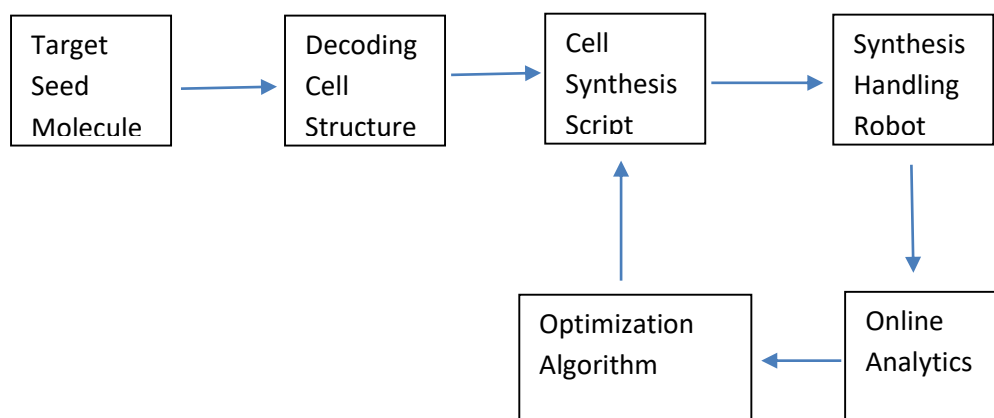 Target
Seed
Molecule
Decoding
Cell
Structure
Cell
Synthesis
Script
Synthesis
Handling
Robot
Optimization
Algorithm
Online
Analytics